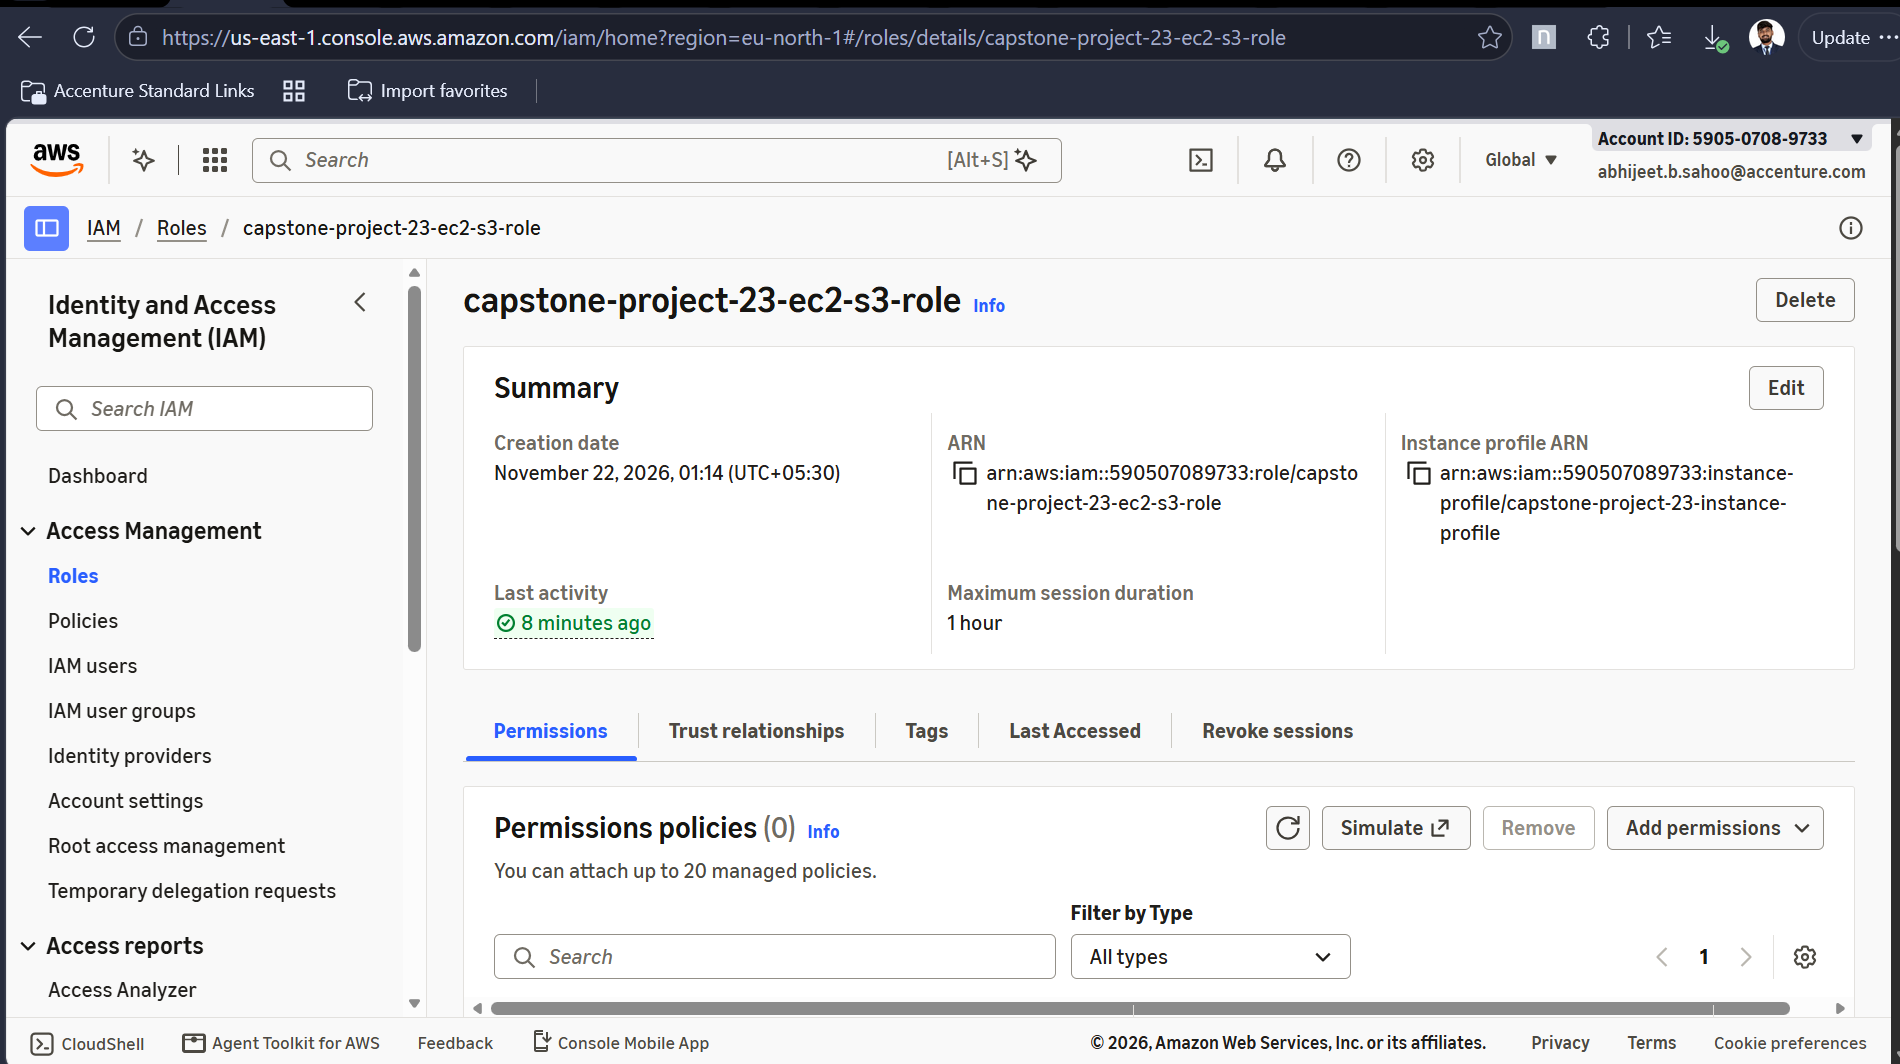 https://us-east-1.console.aws.amazon.com/iam/home?region=eu-north-1#/roles/details/capstone-project-23-ec2-s3-role
n
Update
Accenture Standard Links
Import favorites
aws
Search
[Alt+S]
Global
Account ID: 5905-0708-9733
abhijeet.b.sahoo@accenture.com
IAM / Roles / capstone-project-23-ec2-s3-role
Identity and Access
Management (IAM)
Search IAM
Dashboard
Access Management
Roles
Policies
IAM users
IAM user groups
Identity providers
Account settings
Root access management
Temporary delegation requests
Access reports
Access Analyzer
capstone-project-23-ec2-s3-role Info
Delete
Summary
Edit
Creation date
November 22, 2026, 01:14 (UTC+05:30)
ARN
arn:aws:iam::590507089733:role/capsto
ne-project-23-ec2-s3-role
Instance profile ARN
arn:aws:iam::590507089733:instance-
profile/capstone-project-23-instance-
profile
Last activity
8 minutes ago
Maximum session duration
1 hour
Permissions
Trust relationships
Tags
Last Accessed
Revoke sessions
Permissions policies (0) Info
Simulate
Remove
Add permissions
You can attach up to 20 managed policies.
Filter by Type
Search
All types
1
CloudShell
Agent Toolkit for AWS
Feedback
Console Mobile App
© 2026, Amazon Web Services, Inc. or its affiliates.
Privacy
Terms
Cookie preferences